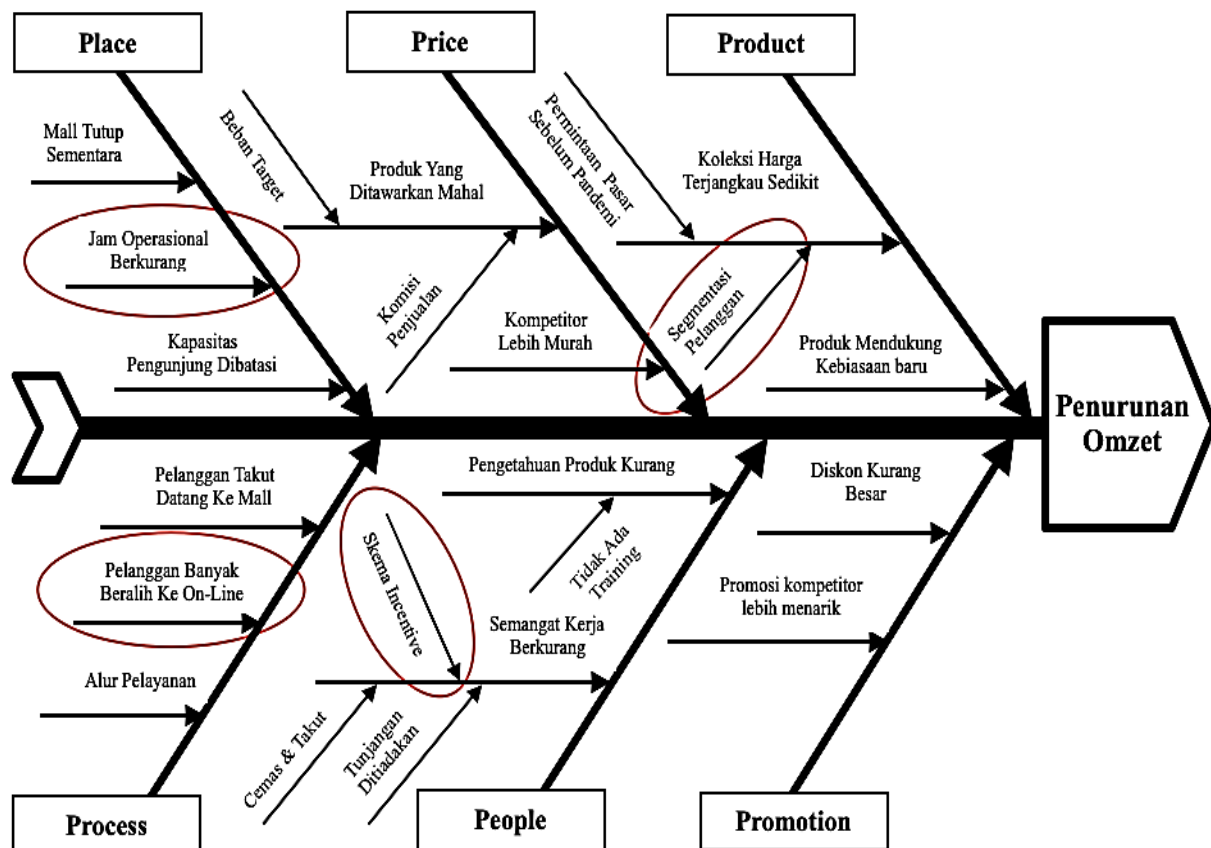 Place
Price
Product
Mall Tutup
Sementara
Beban Target
Produk Yang
Ditawarkan Mahal
Permintaan Pasar
Sebelum Pandemi
Koleksi Harga
Terjangkau Sedikit
Jam Operasional
Berkurang
Komisi
Penjualan
Segmentasi
Pelanggan
Kapasitas
Pengunjung Dibatasi
Kompetitor
Lebih Murah
Produk Mendukung
Kebiasaan baru
Penurunan
Omzet
Pelanggan Takut
Datang Ke Mall
Pengetahuan Produk Kurang
Diskon Kurang
Besar
Skema Incentive
Tidak Ada
Training
Pelanggan Banyak
Beralih Ke On-Line
Promosi kompetitor
lebih menarik
Semangat Kerja
Berkurang
Alur Pelayanan
Cemas & Takut
Tunjangan
Ditiadakan
Process
People
Promotion